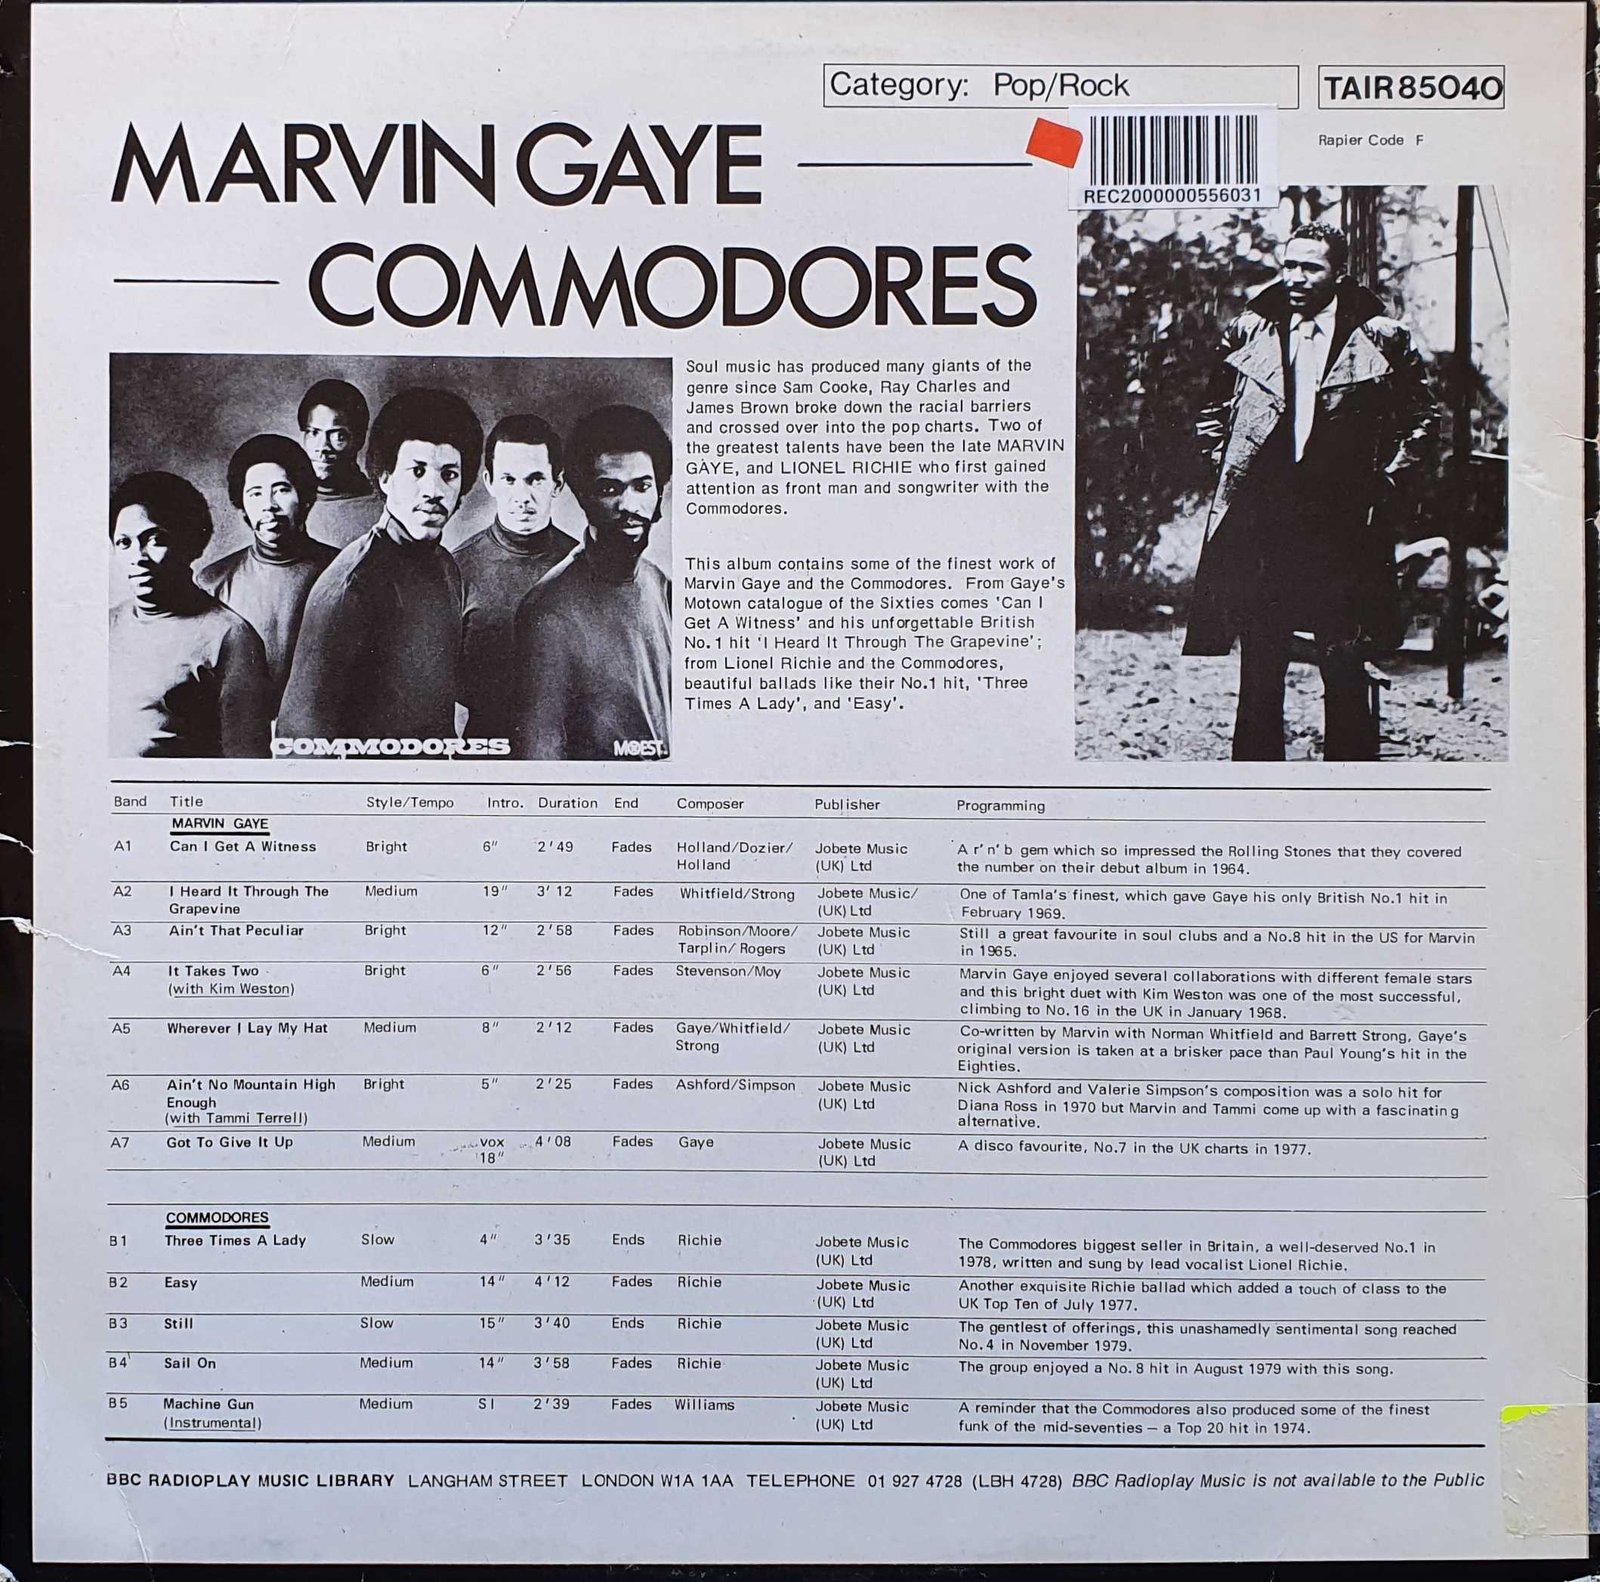 Category: Pop/Rock
TAIR 85040
Rapier Code F
REC2000000556031
MARVIN GAYE
COMMODORES
Soul music has produced many giants of the
genre since Sam Cooke, Ray Charles and
James Brown broke down the racial barriers
and crossed over into the pop charts. Two of
the greatest talents have been the late MARVIN
GAYE, and LIONEL RICHIE who first gained
attention as front man and songwriter with the
Commodores.
This album contains some of the finest work of
Marvin Gaye and the Commodores. From Gaye's
Motown catalogue of the Sixties comes 'Can I
Get A Witness' and his unforgettable British
No.1 hit 'I Heard It Through The Grapevine';
from Lionel Richie and the Commodores,
beautiful ballads like their No.1 hit, 'Three
Times A Lady', and 'Easy'.
COMMODORES
MOEST.
Band Title Style/Tempo Intro. Duration End Composer Publisher Programming
MARVIN GAYE
A1 Can I Get A Witness Bright 6" 2'49 Fades Holland/Dozier/ Jobete Music A r'n'b gem which so impressed the Rolling Stones that they covered
Holland (UK) Ltd the number on their debut album in 1964.
A2 I Heard It Through The Medium 19" 3'12 Fades Whitfield/Strong Jobete Music/ One of Tamla's finest, which gave Gaye his only British No.1 hit in
Grapevine (UK) Ltd February 1969.
A3 Ain't That Peculiar Bright 12" 2'58 Fades Robinson/Moore/ Jobete Music Still a great favourite in soul clubs and a No.8 hit in the US for Marvin
Tarplin/Rogers (UK) Ltd in 1965.
A4 It Takes Two Bright 6" 2'56 Fades Stevenson/Moy Jobete Music Marvin Gaye enjoyed several collaborations with different female stars
(with Kim Weston) (UK) Ltd and this bright duet with Kim Weston was one of the most successful,
climbing to No.16 in the UK in January 1968.
A5 Wherever I Lay My Hat Medium 8" 2'12 Fades Gaye/Whitfield/ Jobete Music Co-written by Marvin with Norman Whitfield and Barrett Strong, Gaye's
Strong (UK) Ltd original version is taken at a brisker pace than Paul Young's hit in the
Eighties.
A6 Ain't No Mountain High Bright 5" 2'25 Fades Ashford/Simpson Jobete Music Nick Ashford and Valerie Simpson's composition was a solo hit for
Enough (UK) Ltd Diana Ross in 1970 but Marvin and Tammi come up with a fascinating
(with Tammi Terrell) alternative.
A7 Got To Give It Up Medium vox 4'08 Fades Gaye Jobete Music A disco favourite, No.7 in the UK charts in 1977.
18" (UK) Ltd
COMMODORES
B1 Three Times A Lady Slow 4" 3'35 Ends Richie Jobete Music The Commodores biggest seller in Britain, a well-deserved No.1 in
(UK) Ltd 1978, written and sung by lead vocalist Lionel Richie.
B2 Easy Medium 14" 4'12 Fades Richie Jobete Music Another exquisite Richie ballad which added a touch of class to the
(UK) Ltd UK Top Ten of July 1977.
B3 Still Slow 15" 3'40 Ends Richie Jobete Music The gentlest of offerings, this unashamedly sentimental song reached
(UK) Ltd No.4 in November 1979.
B4 Sail On Medium 14" 3'58 Fades Richie Jobete Music The group enjoyed a No.8 hit in August 1979 with this song.
(UK) Ltd
B5 Machine Gun Medium SI 2'39 Fades Williams Jobete Music A reminder that the Commodores also produced some of the finest
(Instrumental) (UK) Ltd funk of the mid-seventies – a Top 20 hit in 1974.
BBC RADIOPLAY MUSIC LIBRARY LANGHAM STREET LONDON W1A 1AA TELEPHONE 01 927 4728 (LBH 4728) BBC Radioplay Music is not available to the Public